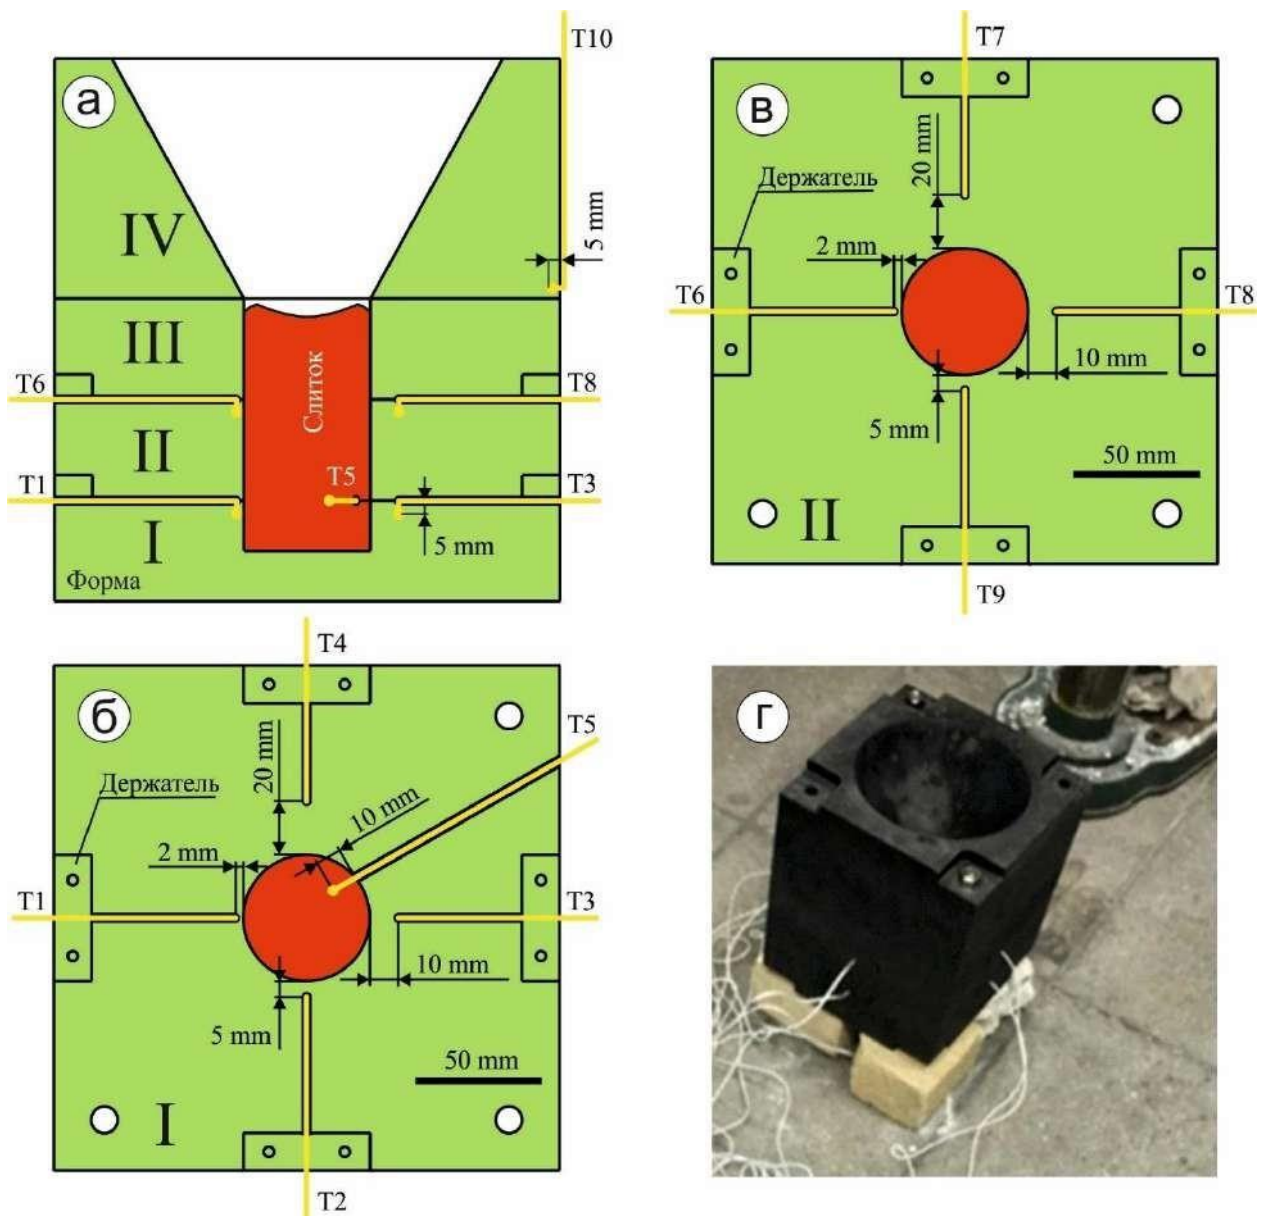 T10
а
5 mm
IV
III
Слиток
T6
T8
II
T5
T1
T3
I
5 mm
Форма
T7
в
20 mm
Держатель
2 mm
T6
T8
10 mm
5 mm
50 mm
II
T9
T4
б
20 mm
T5
Держатель
10 mm
2 mm
T1
T3
10 mm
5 mm
50 mm
I
T2
г